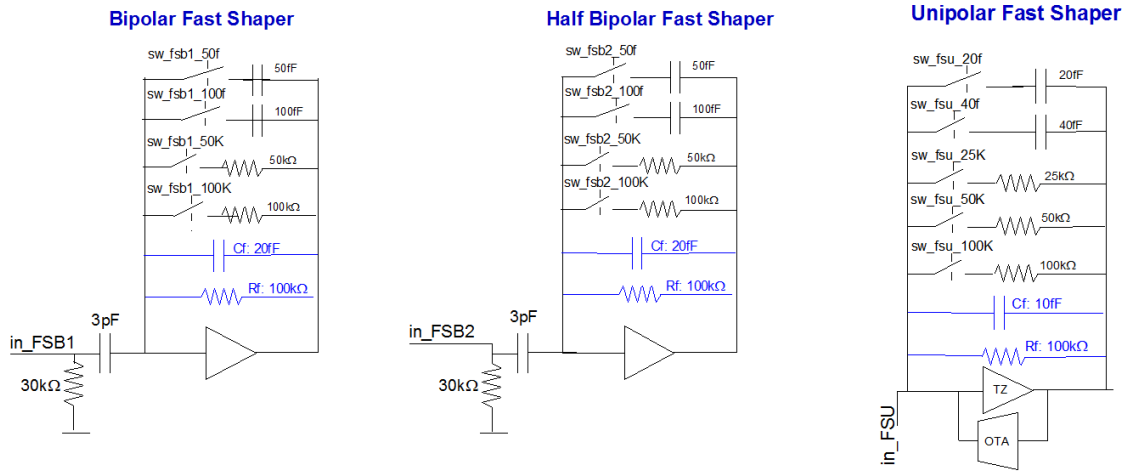 Bipolar Fast Shaper
sw_fsb1_50f
50fF
sw_fsb1_100f
100fF
sw_fsb1_50K
50kΩ
sw_fsb1_100K
100kΩ
Cf: 20fF
Rf: 100kΩ
3pF
in_FSB1
30kΩ
Half Bipolar Fast Shaper
sw_fsb2_50f
50fF
sw_fsb2_100f
100fF
sw_fsb2_50K
50kΩ
sw_fsb2_100K
100kΩ
Cf: 20fF
Rf: 100kΩ
3pF
in_FSB2
30kΩ
Unipolar Fast Shaper
sw_fsu_20f
20fF
sw_fsu_40f
40fF
sw_fsu_25K
25kΩ
sw_fsu_50K
50kΩ
sw_fsu_100K
100kΩ
Cf: 10fF
Rf: 100kΩ
TZ
OTA
in_FSU